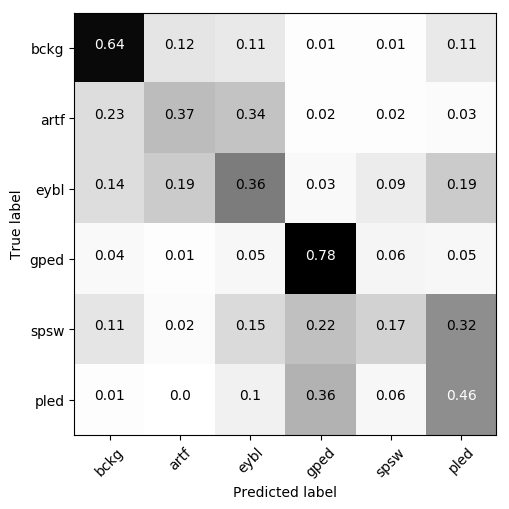 True label
bckg 0.64 0.12 0.11 0.01 0.01 0.11
artf 0.23 0.37 0.34 0.02 0.02 0.03
eybl 0.14 0.19 0.36 0.03 0.09 0.19
gped 0.04 0.01 0.05 0.78 0.06 0.05
spsw 0.11 0.02 0.15 0.22 0.17 0.32
pled 0.01 0.0 0.1 0.36 0.06 0.46
bckg artf eybl gped spsw pled
Predicted label